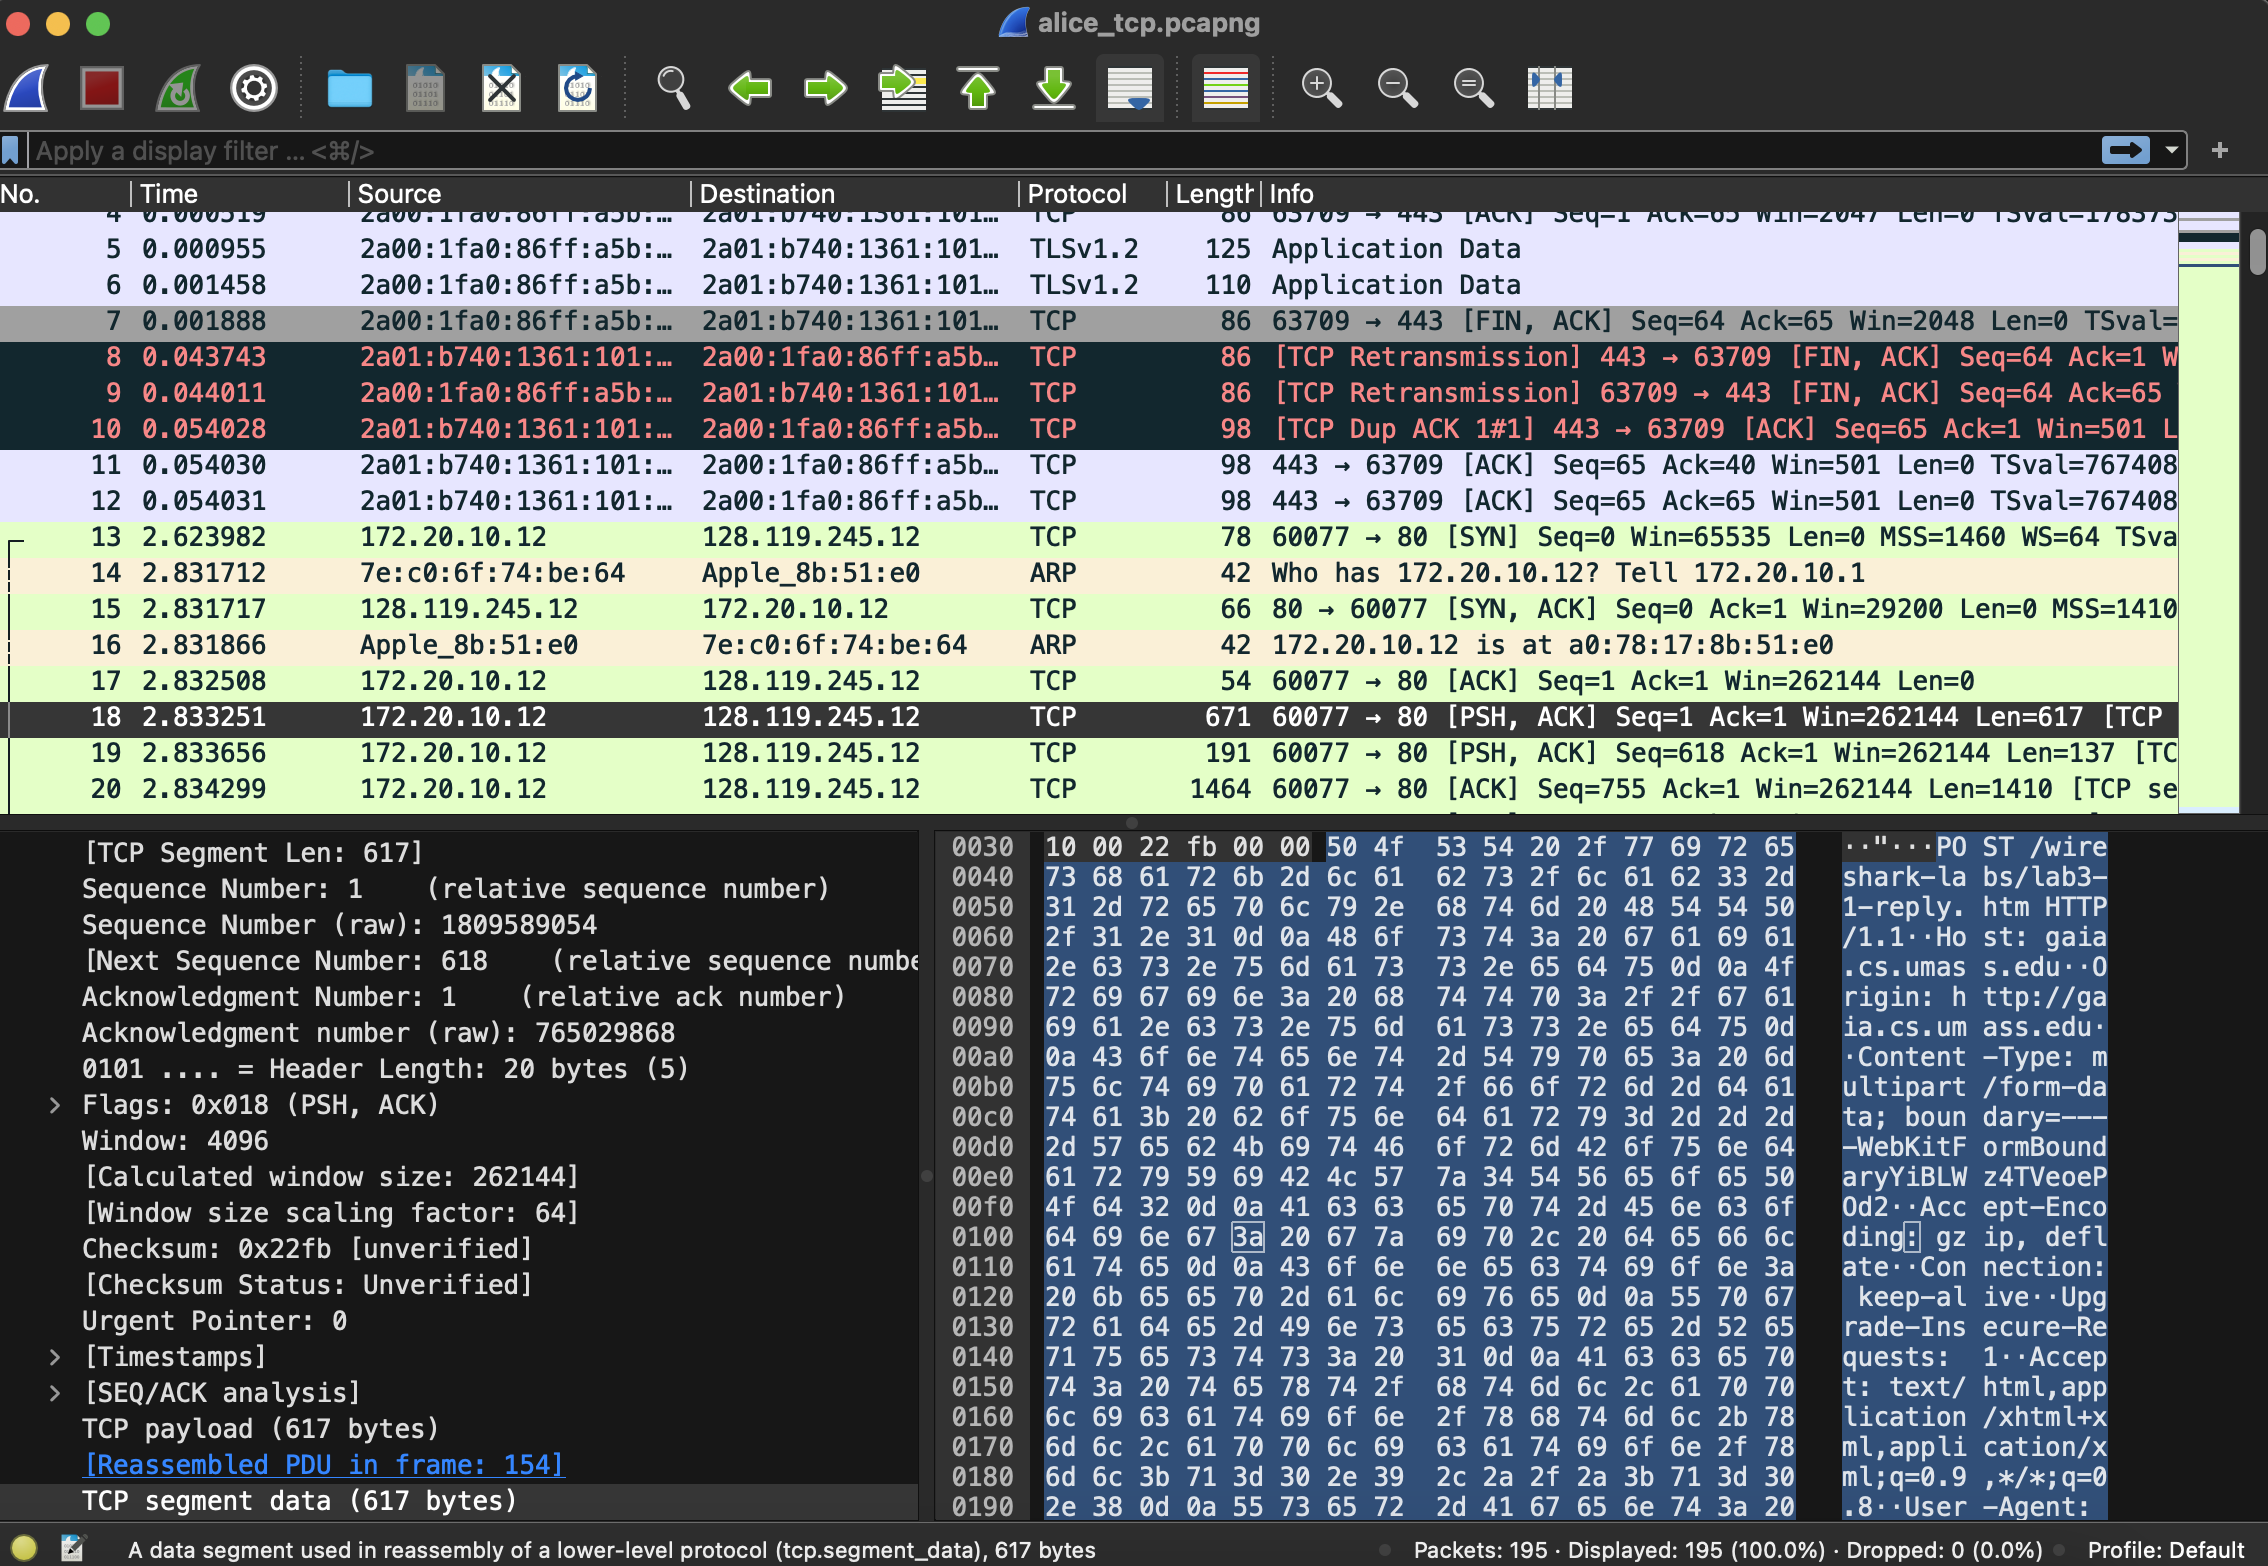 alice_tcp.pcapng
Apply a display filter ... <⌘/>
No. Time Source Destination Protocol Length Info
4 0.000519 2a00:1fa0:86ff:a5b:… 2a01:b740:1361:101… TCP 86 63709 → 443 [ACK] Seq=1 Ack=65 Win=2047 Len=0 TSval=178373
5 0.000955 2a00:1fa0:86ff:a5b:… 2a01:b740:1361:101… TLSv1.2 125 Application Data
6 0.001458 2a00:1fa0:86ff:a5b:… 2a01:b740:1361:101… TLSv1.2 110 Application Data
7 0.001888 2a00:1fa0:86ff:a5b:… 2a01:b740:1361:101… TCP 86 63709 → 443 [FIN, ACK] Seq=64 Ack=65 Win=2048 Len=0 TSval=
8 0.043743 2a01:b740:1361:101:… 2a00:1fa0:86ff:a5b… TCP 86 [TCP Retransmission] 443 → 63709 [FIN, ACK] Seq=64 Ack=1 W
9 0.044011 2a00:1fa0:86ff:a5b:… 2a01:b740:1361:101… TCP 86 [TCP Retransmission] 63709 → 443 [FIN, ACK] Seq=64 Ack=65
10 0.054028 2a01:b740:1361:101:… 2a00:1fa0:86ff:a5b… TCP 98 [TCP Dup ACK 1#1] 443 → 63709 [ACK] Seq=65 Ack=1 Win=501 L
11 0.054030 2a01:b740:1361:101:… 2a00:1fa0:86ff:a5b… TCP 98 443 → 63709 [ACK] Seq=65 Ack=40 Win=501 Len=0 TSval=767408
12 0.054031 2a01:b740:1361:101:… 2a00:1fa0:86ff:a5b… TCP 98 443 → 63709 [ACK] Seq=65 Ack=65 Win=501 Len=0 TSval=767408
13 2.623982 172.20.10.12 128.119.245.12 TCP 78 60077 → 80 [SYN] Seq=0 Win=65535 Len=0 MSS=1460 WS=64 TSva
14 2.831712 7e:c0:6f:74:be:64 Apple_8b:51:e0 ARP 42 Who has 172.20.10.12? Tell 172.20.10.1
15 2.831717 128.119.245.12 172.20.10.12 TCP 66 80 → 60077 [SYN, ACK] Seq=0 Ack=1 Win=29200 Len=0 MSS=1410
16 2.831866 Apple_8b:51:e0 7e:c0:6f:74:be:64 ARP 42 172.20.10.12 is at a0:78:17:8b:51:e0
17 2.832508 172.20.10.12 128.119.245.12 TCP 54 60077 → 80 [ACK] Seq=1 Ack=1 Win=262144 Len=0
18 2.833251 172.20.10.12 128.119.245.12 TCP 671 60077 → 80 [PSH, ACK] Seq=1 Ack=1 Win=262144 Len=617 [TCP
19 2.833656 172.20.10.12 128.119.245.12 TCP 191 60077 → 80 [PSH, ACK] Seq=618 Ack=1 Win=262144 Len=137 [TC
20 2.834299 172.20.10.12 128.119.245.12 TCP 1464 60077 → 80 [ACK] Seq=755 Ack=1 Win=262144 Len=1410 [TCP se
[TCP Segment Len: 617]
Sequence Number: 1 (relative sequence number)
Sequence Number (raw): 1809589054
[Next Sequence Number: 618 (relative sequence numbe
Acknowledgment Number: 1 (relative ack number)
Acknowledgment number (raw): 765029868
0101 .... = Header Length: 20 bytes (5)
Flags: 0x018 (PSH, ACK)
Window: 4096
[Calculated window size: 262144]
[Window size scaling factor: 64]
Checksum: 0x22fb [unverified]
[Checksum Status: Unverified]
Urgent Pointer: 0
[Timestamps]
[SEQ/ACK analysis]
TCP payload (617 bytes)
[Reassembled PDU in frame: 154]
TCP segment data (617 bytes)
0030 10 00 22 fb 00 00 50 4f 53 54 20 2f 77 69 72 65 ··"···PO ST /wire
0040 73 68 61 72 6b 2d 6c 61 62 73 2f 6c 61 62 33 2d shark-la bs/lab3-
0050 31 2d 72 65 70 6c 79 2e 68 74 6d 20 48 54 54 50 1-reply. htm HTTP
0060 2f 31 2e 31 0d 0a 48 6f 73 74 3a 20 67 61 69 61 /1.1··Ho st: gaia
0070 2e 63 73 2e 75 6d 61 73 73 2e 65 64 75 0d 0a 4f .cs.umas s.edu··O
0080 72 69 67 69 6e 3a 20 68 74 74 70 3a 2f 2f 67 61 rigin: h ttp://ga
0090 69 61 2e 63 73 2e 75 6d 61 73 73 2e 65 64 75 0d ia.cs.um ass.edu·
00a0 0a 43 6f 6e 74 65 6e 74 2d 54 79 70 65 3a 20 6d ·Content -Type: m
00b0 75 6c 74 69 70 61 72 74 2f 66 6f 72 6d 2d 64 61 ultipart /form-da
00c0 74 61 3b 20 62 6f 75 6e 64 61 72 79 3d 2d 2d 2d ta; boun dary=---
00d0 2d 57 65 62 4b 69 74 46 6f 72 6d 42 6f 75 6e 64 -WebKitF ormBound
00e0 61 72 79 59 69 42 4c 57 7a 34 54 56 65 6f 65 50 aryYiBLW z4TVeoeP
00f0 4f 64 32 0d 0a 41 63 63 65 70 74 2d 45 6e 63 6f Od2··Acc ept-Enco
0100 64 69 6e 67 3a 20 67 7a 69 70 2c 20 64 65 66 6c ding: gz ip, defl
0110 61 74 65 0d 0a 43 6f 6e 6e 65 63 74 69 6f 6e 3a ate··Con nection:
0120 20 6b 65 65 70 2d 61 6c 69 76 65 0d 0a 55 70 67 keep-al ive··Upg
0130 72 61 64 65 2d 49 6e 73 65 63 75 72 65 2d 52 65 rade-Ins ecure-Re
0140 71 75 65 73 74 73 3a 20 31 0d 0a 41 63 63 65 70 quests: 1··Accep
0150 74 3a 20 74 65 78 74 2f 68 74 6d 6c 2c 61 70 70 t: text/ html,app
0160 6c 69 63 61 74 69 6f 6e 2f 78 68 74 6d 6c 2b 78 lication /xhtml+x
0170 6d 6c 2c 61 70 70 6c 69 63 61 74 69 6f 6e 2f 78 ml,appli cation/x
0180 6d 6c 3b 71 3d 30 2e 39 2c 2a 2f 2a 3b 71 3d 30 ml;q=0.9 ,*/*;q=0
0190 2e 38 0d 0a 55 73 65 72 2d 41 67 65 6e 74 3a 20 .8··User -Agent:
A data segment used in reassembly of a lower-level protocol (tcp.segment_data), 617 bytes Packets: 195 · Displayed: 195 (100.0%) · Dropped: 0 (0.0%) Profile: Default